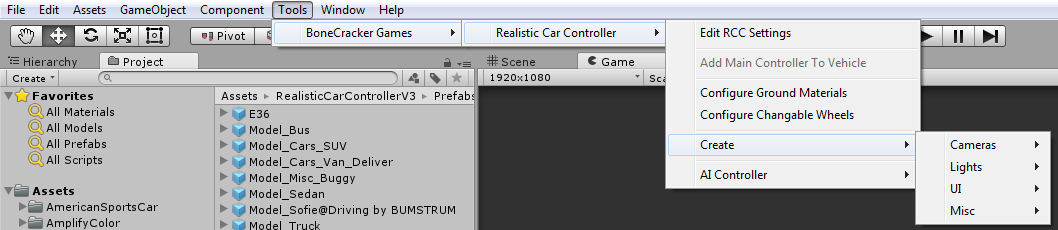 File Edit Assets GameObject Component Tools Window Help
BoneCracker Games
Realistic Car Controller
Edit RCC Settings
Add Main Controller To Vehicle
Configure Ground Materials
Configure Changable Wheels
Create
AI Controller
Cameras
Lights
UI
Misc
Pivot
Hierarchy Project
Create
Favorites
All Materials
All Models
All Prefabs
All Scripts
Assets
AmericanSportsCar
AmplifyColor
Assets RealisticCarControllerV3 Prefabs
E36
Model_Bus
Model_Cars_SUV
Model_Cars_Van_Deliver
Model_Misc_Buggy
Model_Sedan
Model_Sofie@Driving by BUMSTRUM
Model_Truck
Scene Game
1920x1080 Sca